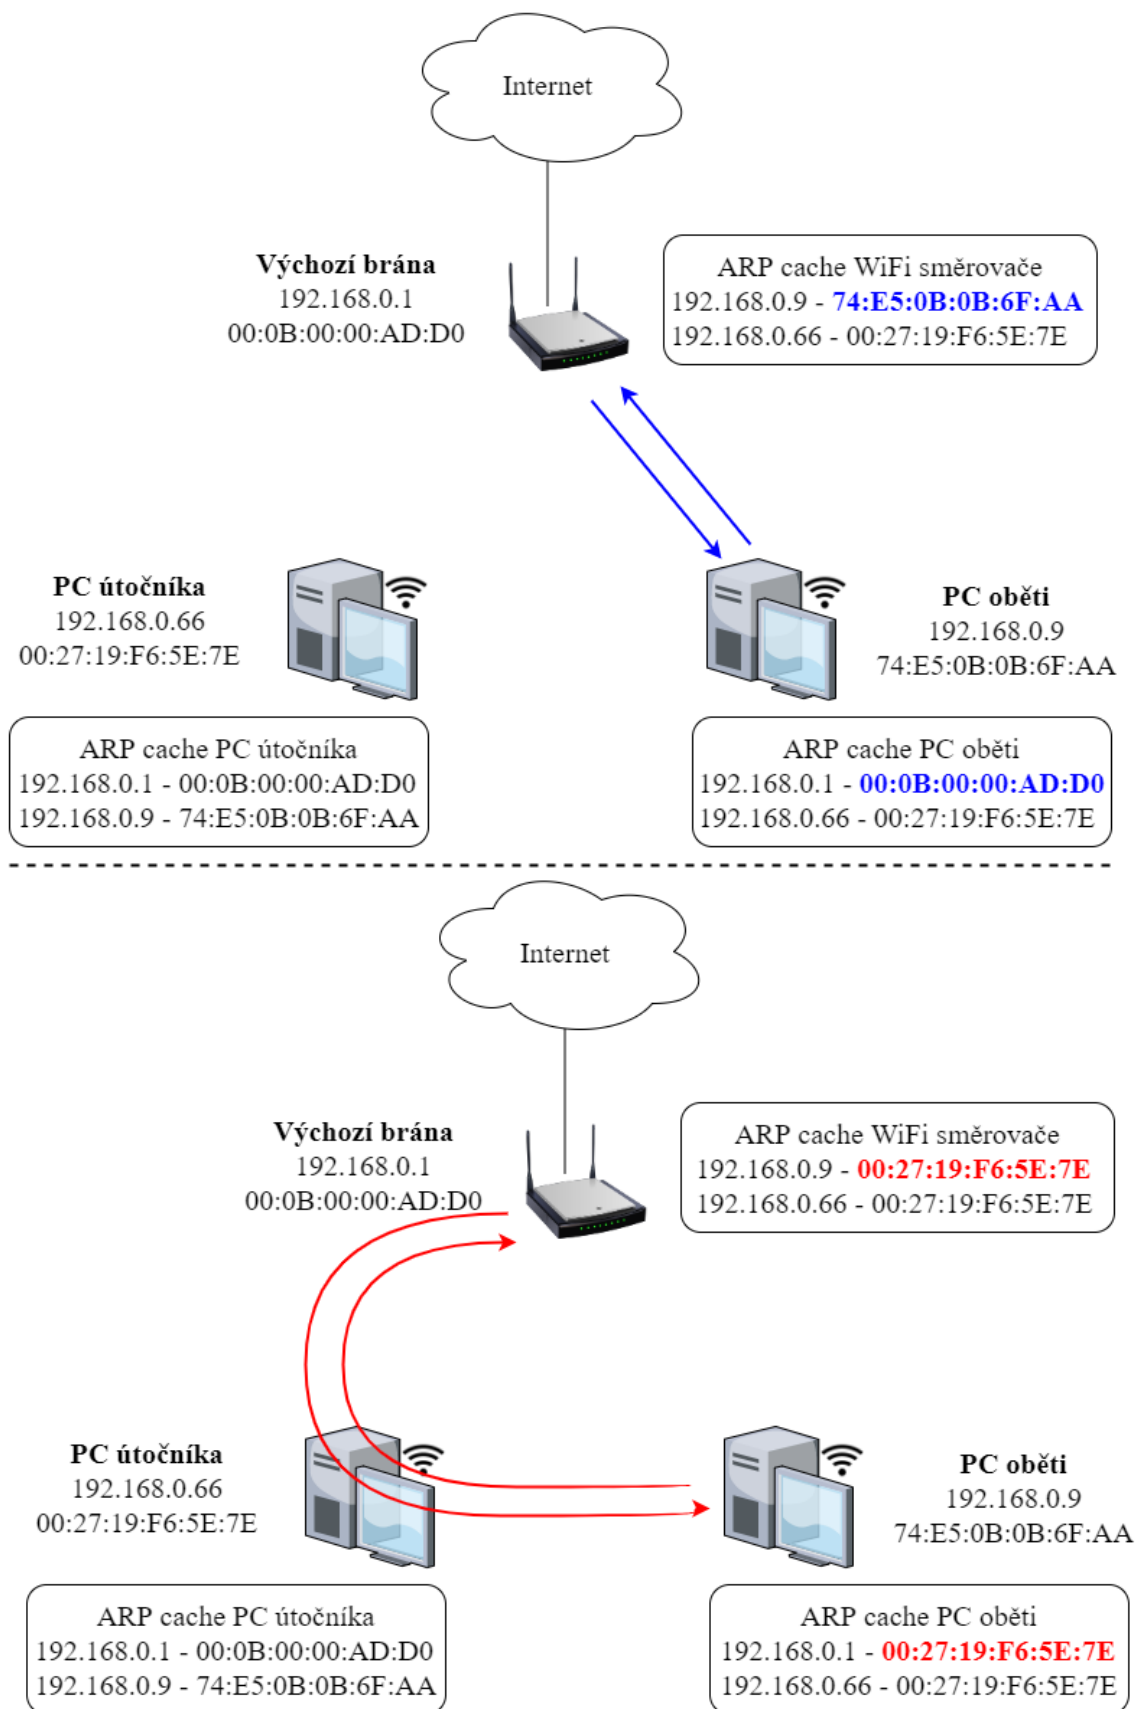 Internet
Výchozí brána
192.168.0.1
00:0B:00:00:AD:D0
ARP cache WiFi směrovače
192.168.0.9 - 74:E5:0B:0B:6F:AA
192.168.0.66 - 00:27:19:F6:5E:7E
PC útočníka
192.168.0.66
00:27:19:F6:5E:7E
PC oběti
192.168.0.9
74:E5:0B:0B:6F:AA
ARP cache PC útočníka
192.168.0.1 - 00:0B:00:00:AD:D0
192.168.0.9 - 74:E5:0B:0B:6F:AA
ARP cache PC oběti
192.168.0.1 - 00:0B:00:00:AD:D0
192.168.0.66 - 00:27:19:F6:5E:7E
Internet
Výchozí brána
192.168.0.1
00:0B:00:00:AD:D0
ARP cache WiFi směrovače
192.168.0.9 - 00:27:19:F6:5E:7E
192.168.0.66 - 00:27:19:F6:5E:7E
PC útočníka
192.168.0.66
00:27:19:F6:5E:7E
PC oběti
192.168.0.9
74:E5:0B:0B:6F:AA
ARP cache PC útočníka
192.168.0.1 - 00:0B:00:00:AD:D0
192.168.0.9 - 74:E5:0B:0B:6F:AA
ARP cache PC oběti
192.168.0.1 - 00:27:19:F6:5E:7E
192.168.0.66 - 00:27:19:F6:5E:7E